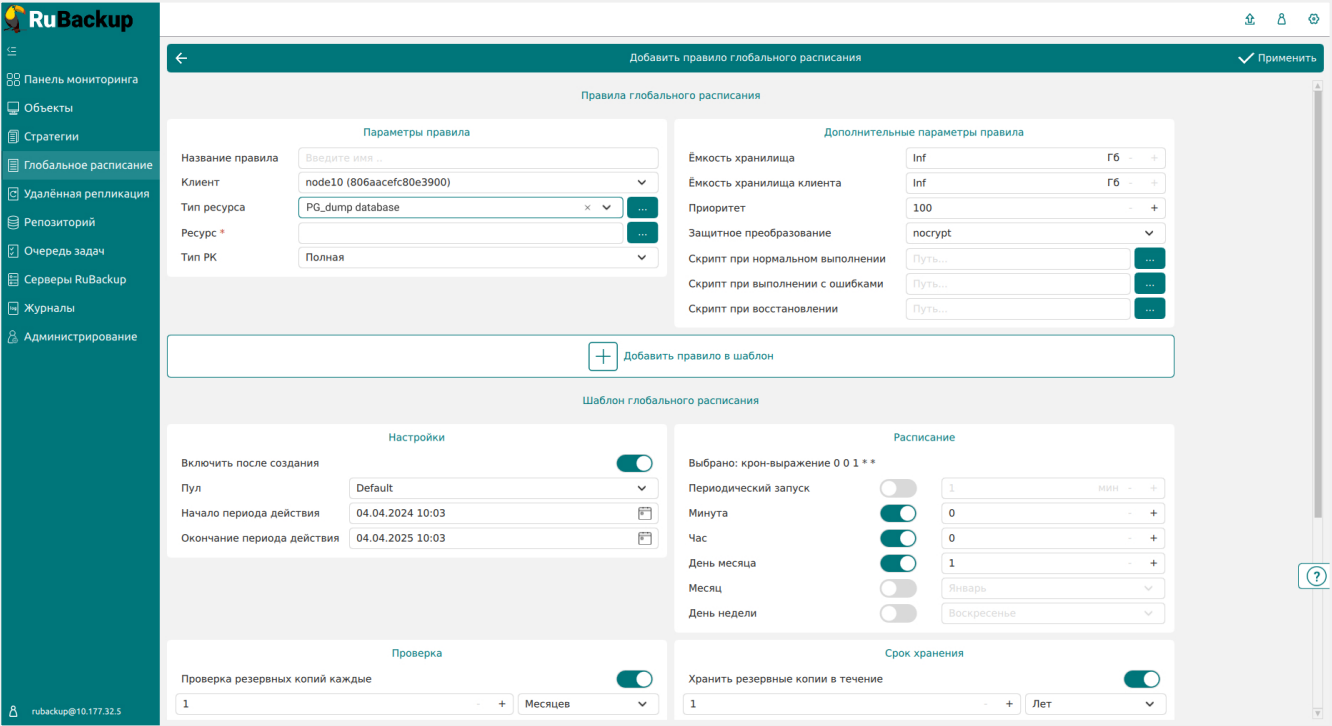 RuBackup
Добавить правило глобального расписания
Применить
Панель мониторинга
Объекты
Стратегии
Глобальное расписание
Удалённая репликация
Репозиторий
Очередь задач
Серверы RuBackup
Журналы
Администрирование
rubackup@10.177.32.5
Правила глобального расписания
Параметры правила
Название правила Введите имя ..
Клиент node10 (806aacefc80e3900)
Тип ресурса PG_dump database × ...
Ресурс * ...
Тип РК Полная
Дополнительные параметры правила
Ёмкость хранилища Inf Гб - +
Ёмкость хранилища клиента Inf Гб - +
Приоритет 100 - +
Защитное преобразование nocrypt
Скрипт при нормальном выполнении Путь... ...
Скрипт при выполнении с ошибками Путь... ...
Скрипт при восстановлении Путь... ...
Добавить правило в шаблон
Шаблон глобального расписания
Настройки
Включить после создания
Пул Default
Начало периода действия 04.04.2024 10:03
Окончание периода действия 04.04.2025 10:03
Расписание
Выбрано: крон-выражение 0 0 1 * *
Периодический запуск 1 мин - +
Минута 0 - +
Час 0 - +
День месяца 1 - +
Месяц Январь
День недели Воскресенье
Проверка
Проверка резервных копий каждые
1 - + Месяцев
Срок хранения
Хранить резервные копии в течение
1 - + Лет
?